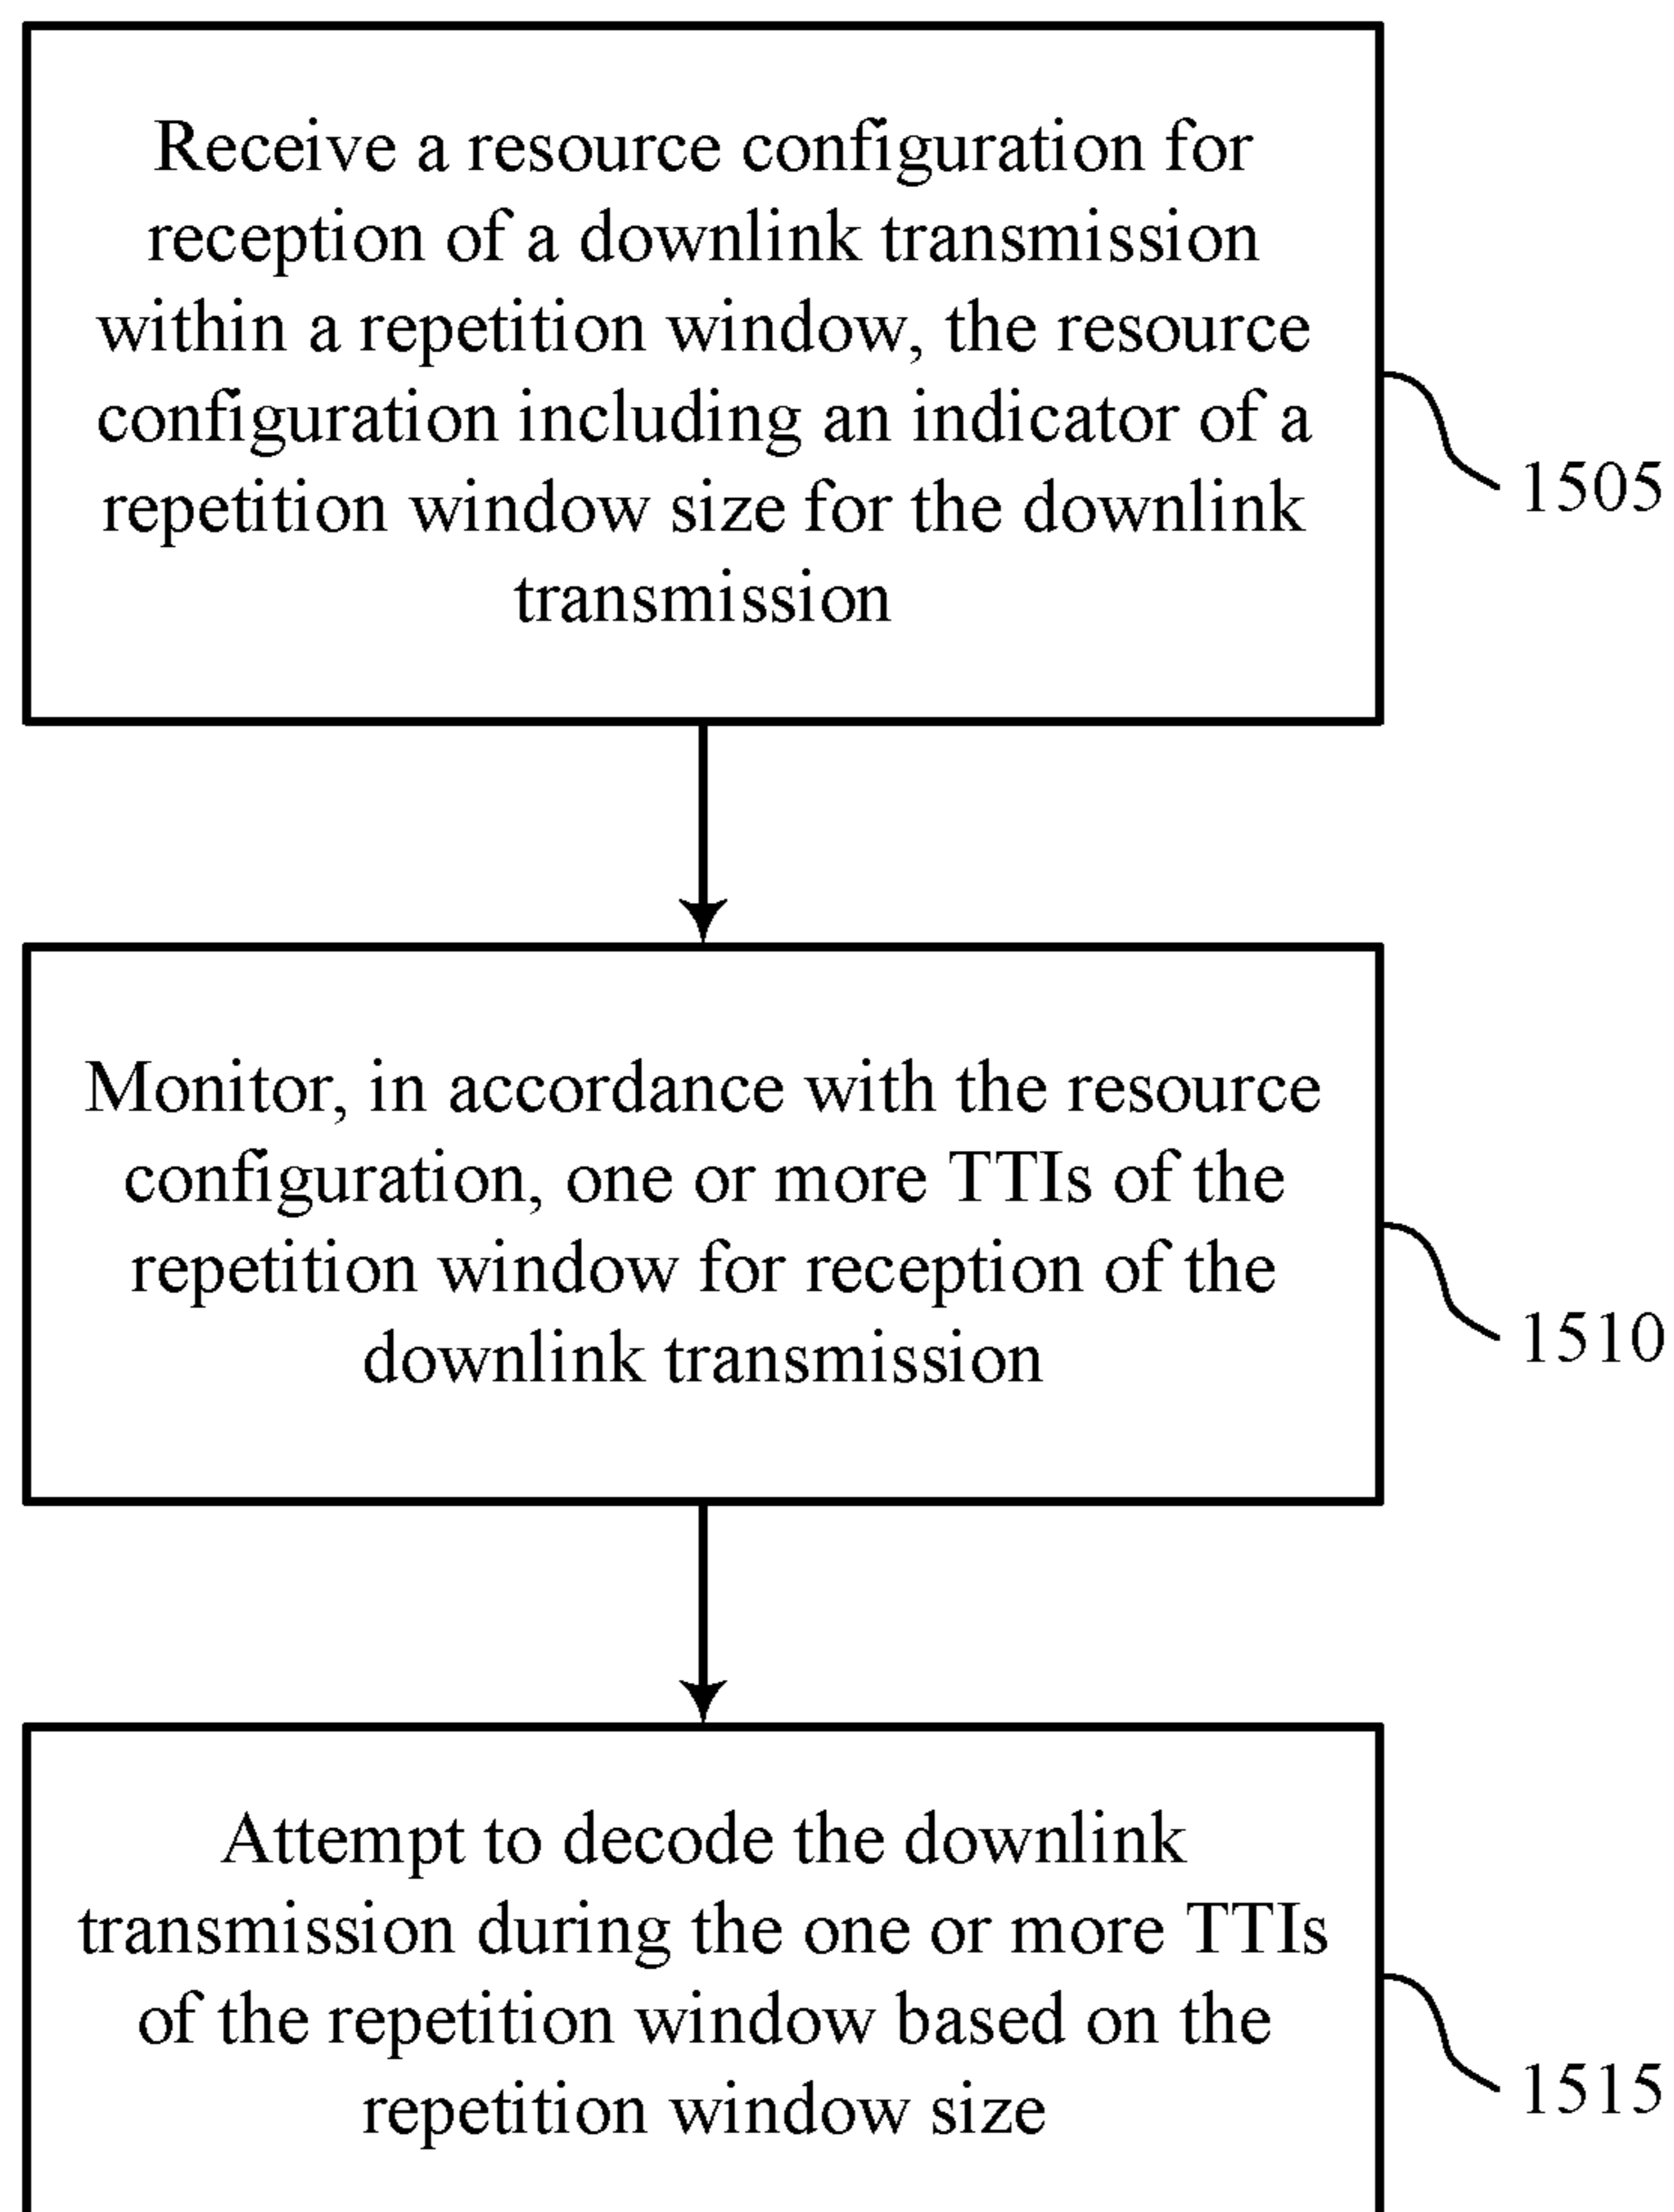 Receive a resource configuration for
reception of a downlink transmission
within a repetition window, the resource
configuration including an indicator of a
repetition window size for the downlink
transmission
1505
Monitor, in accordance with the resource
configuration, one or more TTIs of the
repetition window for reception of the
downlink transmission
1510
Attempt to decode the downlink
transmission during the one or more TTIs
of the repetition window based on the
repetition window size
1515